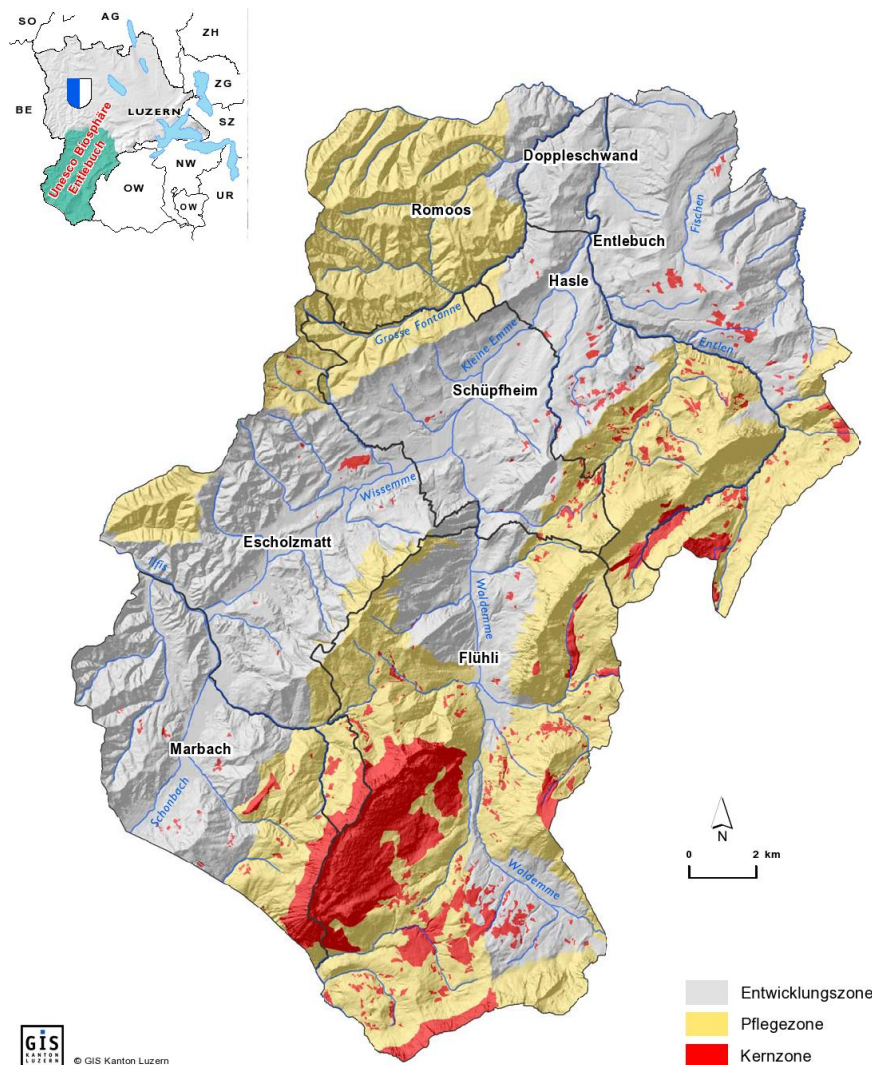 SO
AG
ZH
BE
ZG
LUZERN
SZ
Unesco Biosphäre
Entlebuch
NW
OW
UR
OW
Doppleschwand
Romoos
Fischen
Entlebuch
Hasle
Grosse Fontanne
Kleine Emme
Entlen
Schüpfheim
Wissemme
Escholzmatt
Ilfis
Waldemme
Flühli
Marbach
Schonbach
N
0 2 km
Waldemme
Entwicklungszone
Pflegezone
Kernzone
GIS
KANTON
LUZERN
© GIS Kanton Luzern